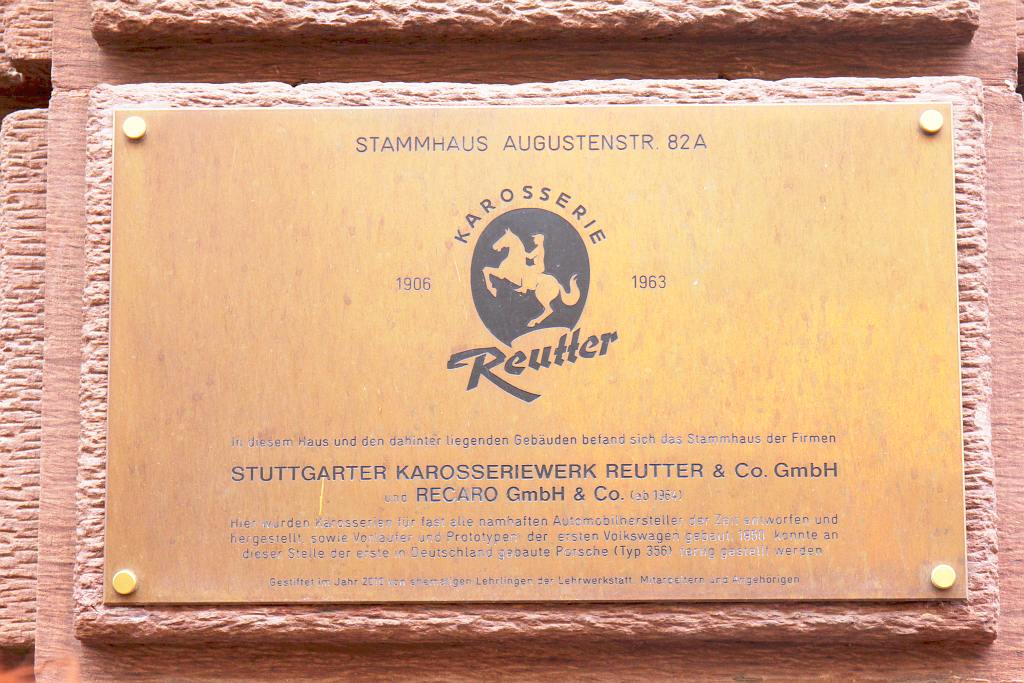 STAMMHAUS AUGUSTENSTR. 82A
KAROSSERIE
1906 1963
Reutter
In diesem Haus und den dahinter liegenden Gebäuden befand sich das Stammhaus der Firmen
STUTTGARTER KAROSSERIEWERK REUTTER & Co. GmbH
und RECARO GmbH & Co. (ab 1964)
Hier wurden Karosserien für fast alle namhaften Automobilhersteller der Zeit entworfen und
hergestellt, sowie Vorläufer und Prototypen der ersten Volkswagen gebaut. 1950 konnte an
dieser Stelle der erste in Deutschland gebaute Porsche (Typ 356) fertig gestellt werden.
Gestiftet im Jahr 2010 von ehemaligen Lehrlingen der Lehrwerkstatt, Mitarbeitern und Angehörigen